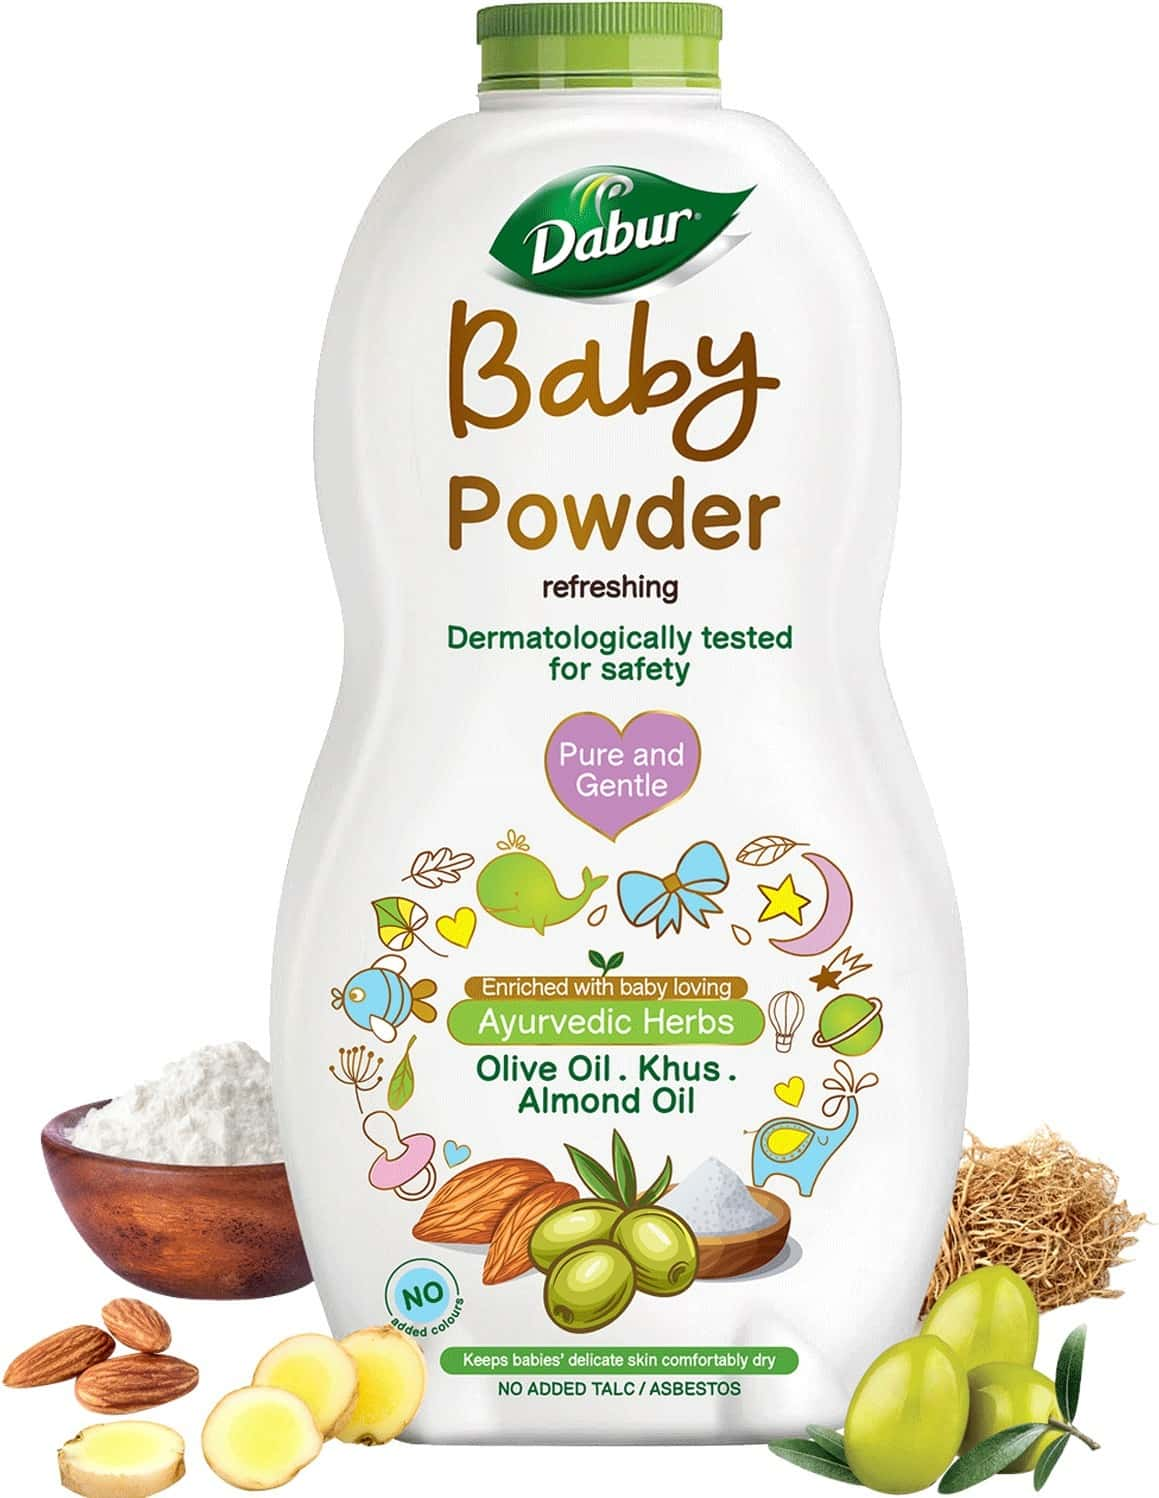 Dabur®
Baby
Powder
refreshing
Dermatologically tested
for safety
Pure and
Gentle
Enriched with baby loving
Ayurvedic Herbs
Olive Oil . Khus .
Almond Oil
NO
added colours
Keeps babies' delicate skin comfortably dry
NO ADDED TALC / ASBESTOS